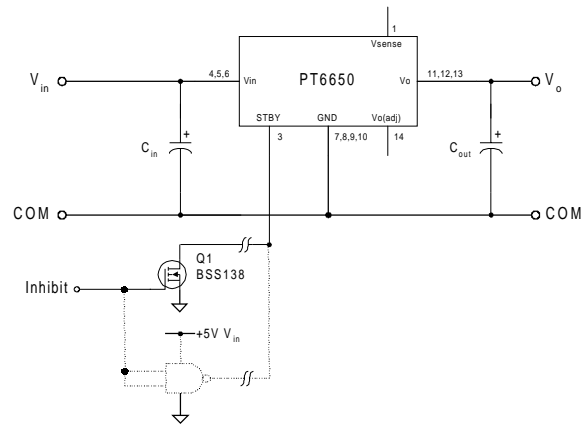 1
Vsense
Vin 4,5,6 Vin PT6650 Vo 11,12,13 Vo
STBY GND Vo(adj)
3 7,8,9,10 14
Cin + + Cout
COM COM
Q1
BSS138
Inhibit
+5V Vin